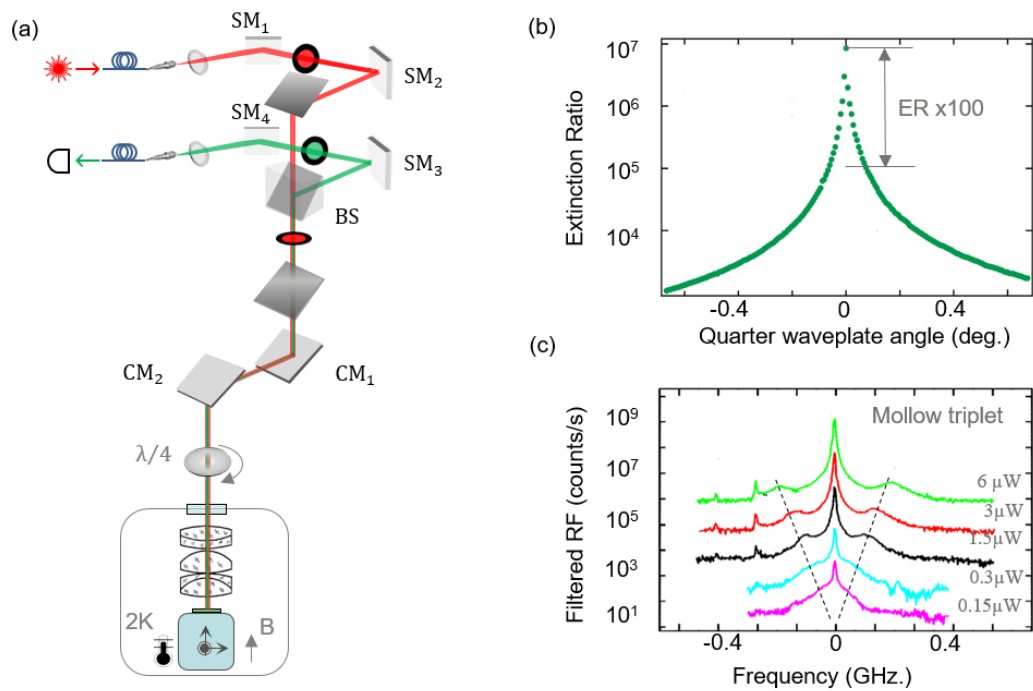 (a)
SM₁
SM₂
SM₄
SM₃
BS
CM₂
CM₁
λ/4
2K
B
(b)
10⁷
10⁶
10⁵
10⁴
Extinction Ratio
ER x100
-0.4
0
0.4
Quarter waveplate angle (deg.)
(c)
Mollow triplet
10⁹
10⁷
10⁵
10³
10¹
Filtered RF (counts/s)
6 μW
3μW
1.5μW
0.3μW
0.15μW
-0.4
0
0.4
Frequency (GHz.)